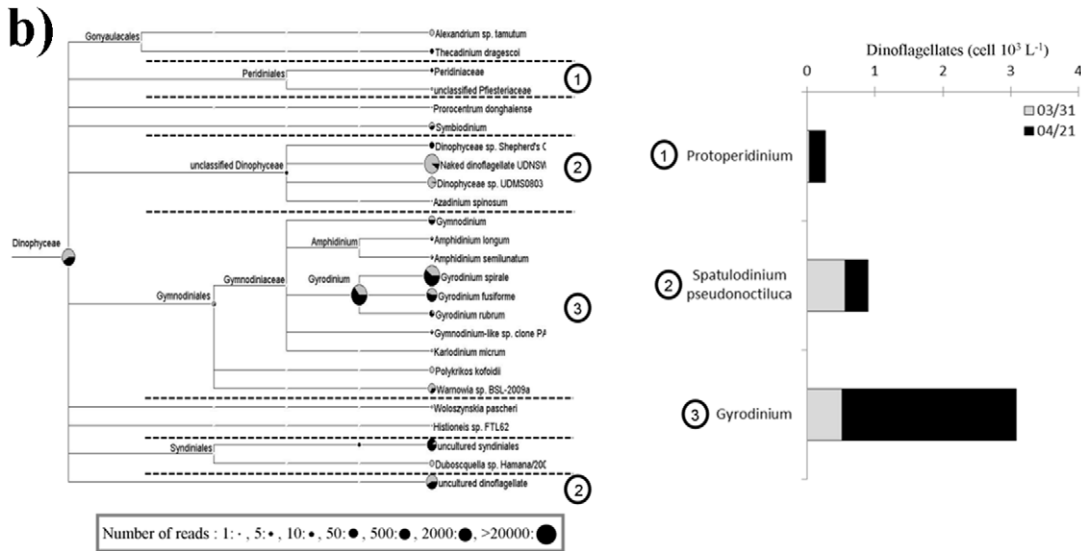 b)
Gonyaulacales
Alexandrium sp. tamutum
Thecadinium dragescoi
Peridiniales
Peridiniaceae
unclassified Pfiesteriaceae
1
Prorocentrum donghaiense
Symbiodinium
unclassified Dinophyceae
Dinophyceae sp. Shepherd's C
Naked dinoflagellate UDNSW
Dinophyceae sp. UDMS0803
Azadinium spinosum
2
Dinophyceae
Gymnodiniales
Gymnodiniaceae
Gymnodinium
Amphidinium
Amphidinium longum
Amphidinium semilunatum
Gyrodinium
Gyrodinium spirale
Gyrodinium fusiforme
Gyrodinium rubrum
Gymnodinium-like sp. clone PA
Karlodinium micrum
Polykrikos kofoidii
Warnowia sp. BSL-2009a
3
Woloszynskia pascheri
Histioneis sp. FTL62
Syndiniales
uncultured syndiniales
Duboscquella sp. Hamana/200
uncultured dinoflagellate
2
Number of reads : 1: , 5: , 10: , 50: , 500: , 2000: , >20000:
Dinoflagellates (cell 10³ L⁻¹)
0 1 2 3 4
03/31
04/21
1 Protoperidinium
2 Spatulodinium
pseudonoctiluca
3 Gyrodinium